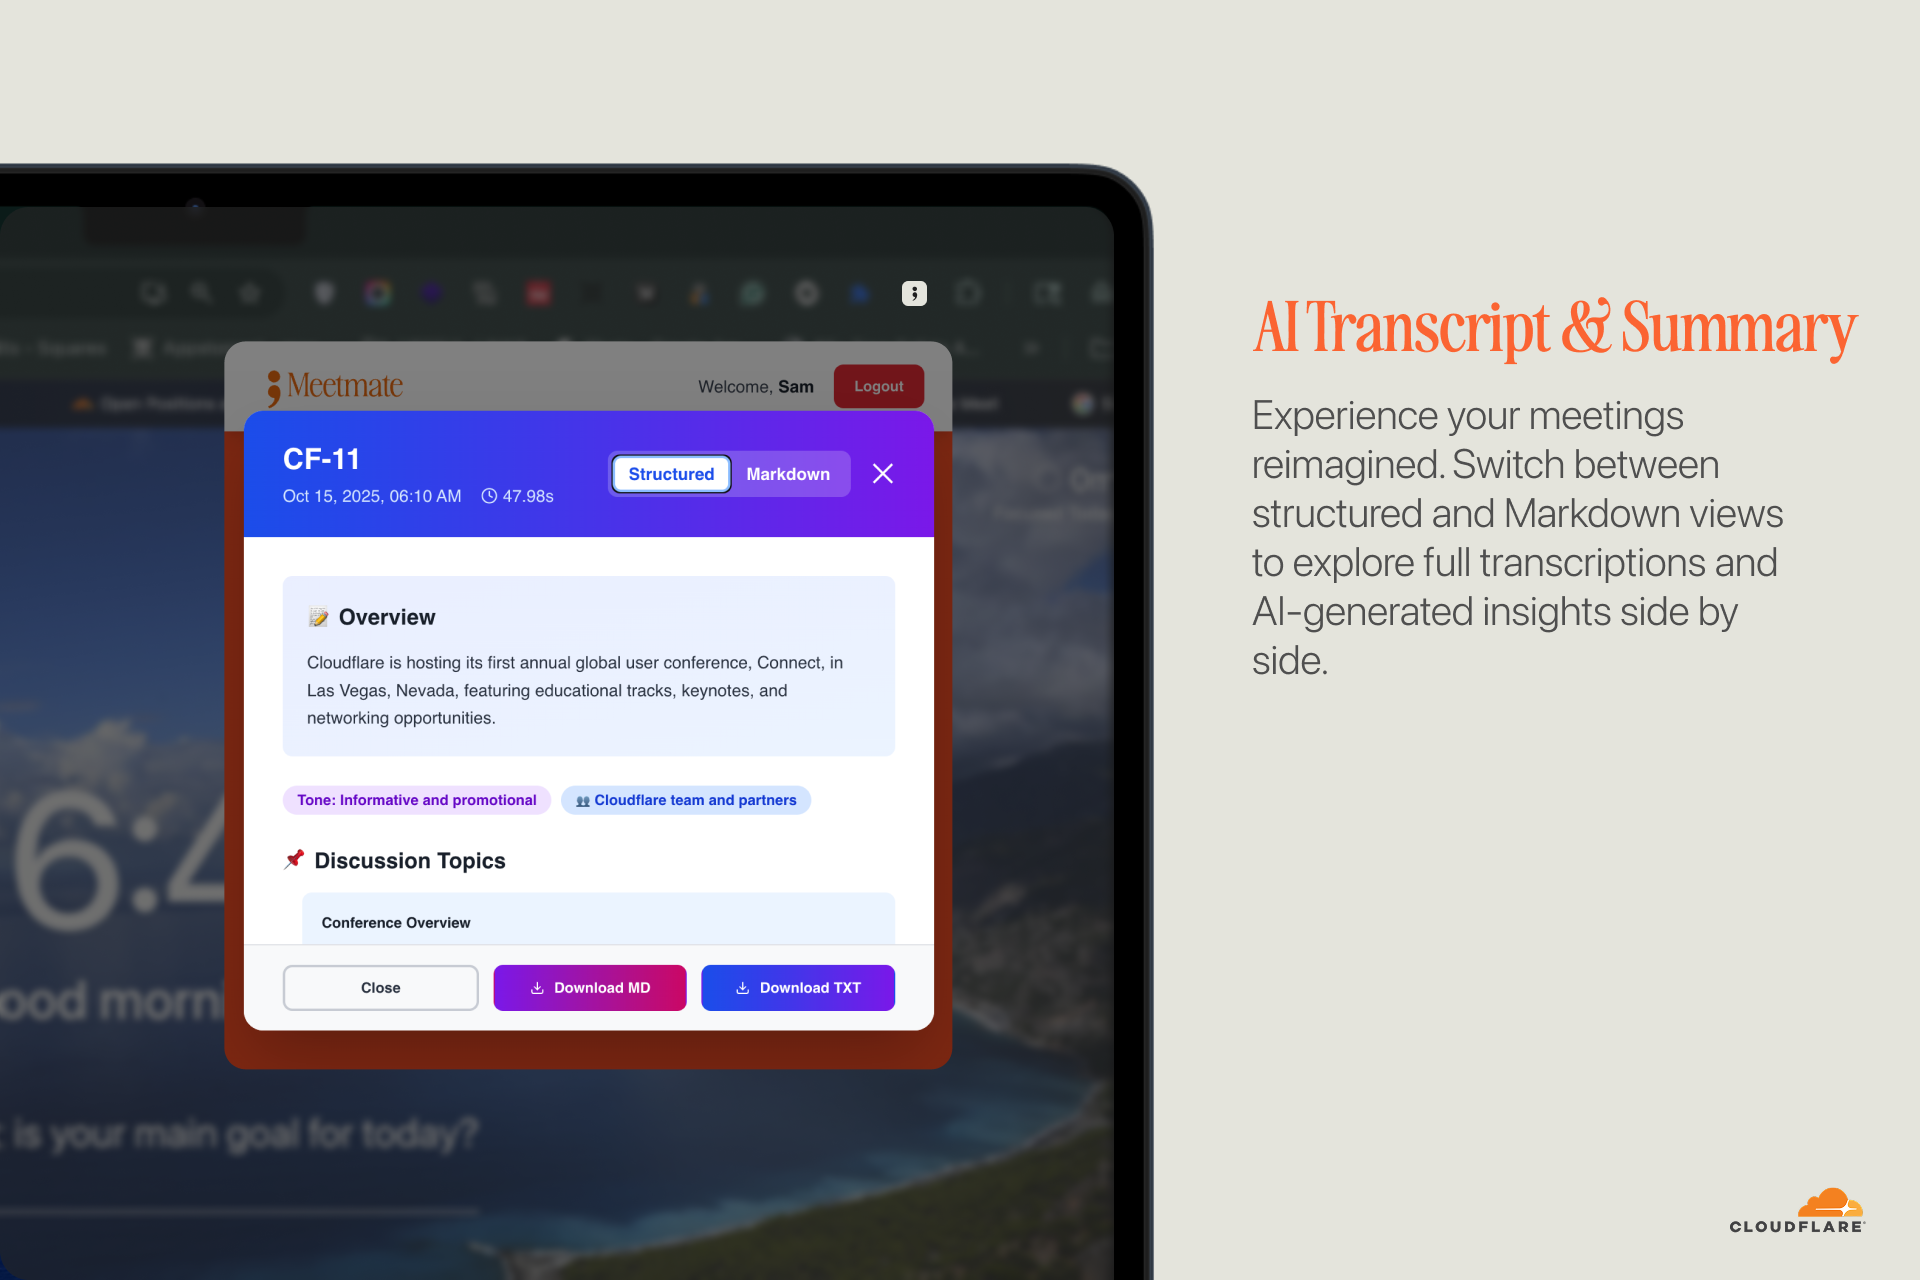 Meetmate
Welcome, Sam
Logout
CF-11
Oct 15, 2025, 06:10 AM
47.98s
Structured
Markdown
Overview
Cloudflare is hosting its first annual global user conference, Connect, in
Las Vegas, Nevada, featuring educational tracks, keynotes, and
networking opportunities.
Tone: Informative and promotional
Cloudflare team and partners
Discussion Topics
Conference Overview
Close
Download MD
Download TXT
Open Positions
6:4
ood morni
is your main goal for today?
AI Transcript & Summary
Experience your meetings
reimagined. Switch between
structured and Markdown views
to explore full transcriptions and
AI-generated insights side by
side.
CLOUDFLARE